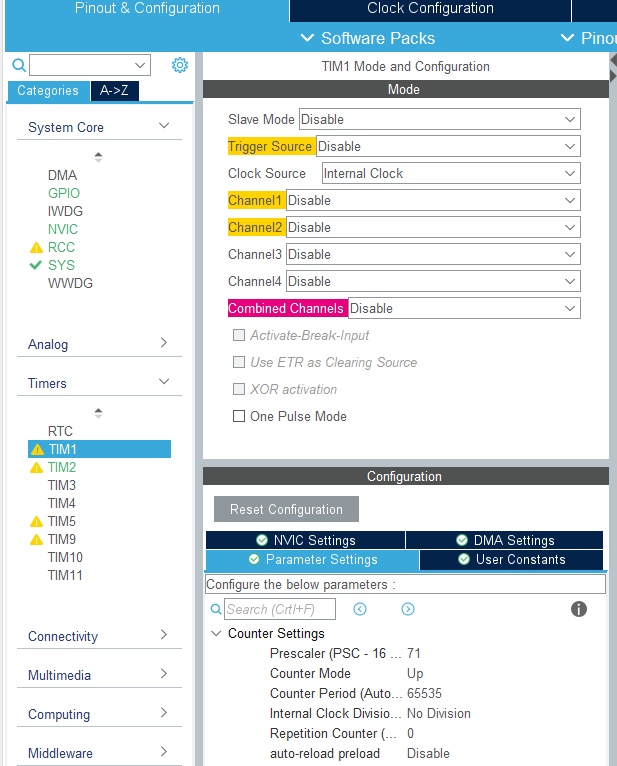 Pinout & Configuration
Clock Configuration
Software Packs
Pinou
Categories
A->Z
System Core
DMA
GPIO
IWDG
NVIC
RCC
SYS
WWDG
Analog
Timers
RTC
TIM1
TIM2
TIM3
TIM4
TIM5
TIM9
TIM10
TIM11
Connectivity
Multimedia
Computing
Middleware
TIM1 Mode and Configuration
Mode
Slave Mode Disable
Trigger Source Disable
Clock Source Internal Clock
Channel1 Disable
Channel2 Disable
Channel3 Disable
Channel4 Disable
Combined Channels Disable
Activate-Break-Input
Use ETR as Clearing Source
XOR activation
One Pulse Mode
Configuration
Reset Configuration
NVIC Settings
DMA Settings
Parameter Settings
User Constants
Configure the below parameters :
Search (Crtl+F)
Counter Settings
Prescaler (PSC - 16 ... 71
Counter Mode Up
Counter Period (Auto... 65535
Internal Clock Divisio... No Division
Repetition Counter (... 0
auto-reload preload Disable